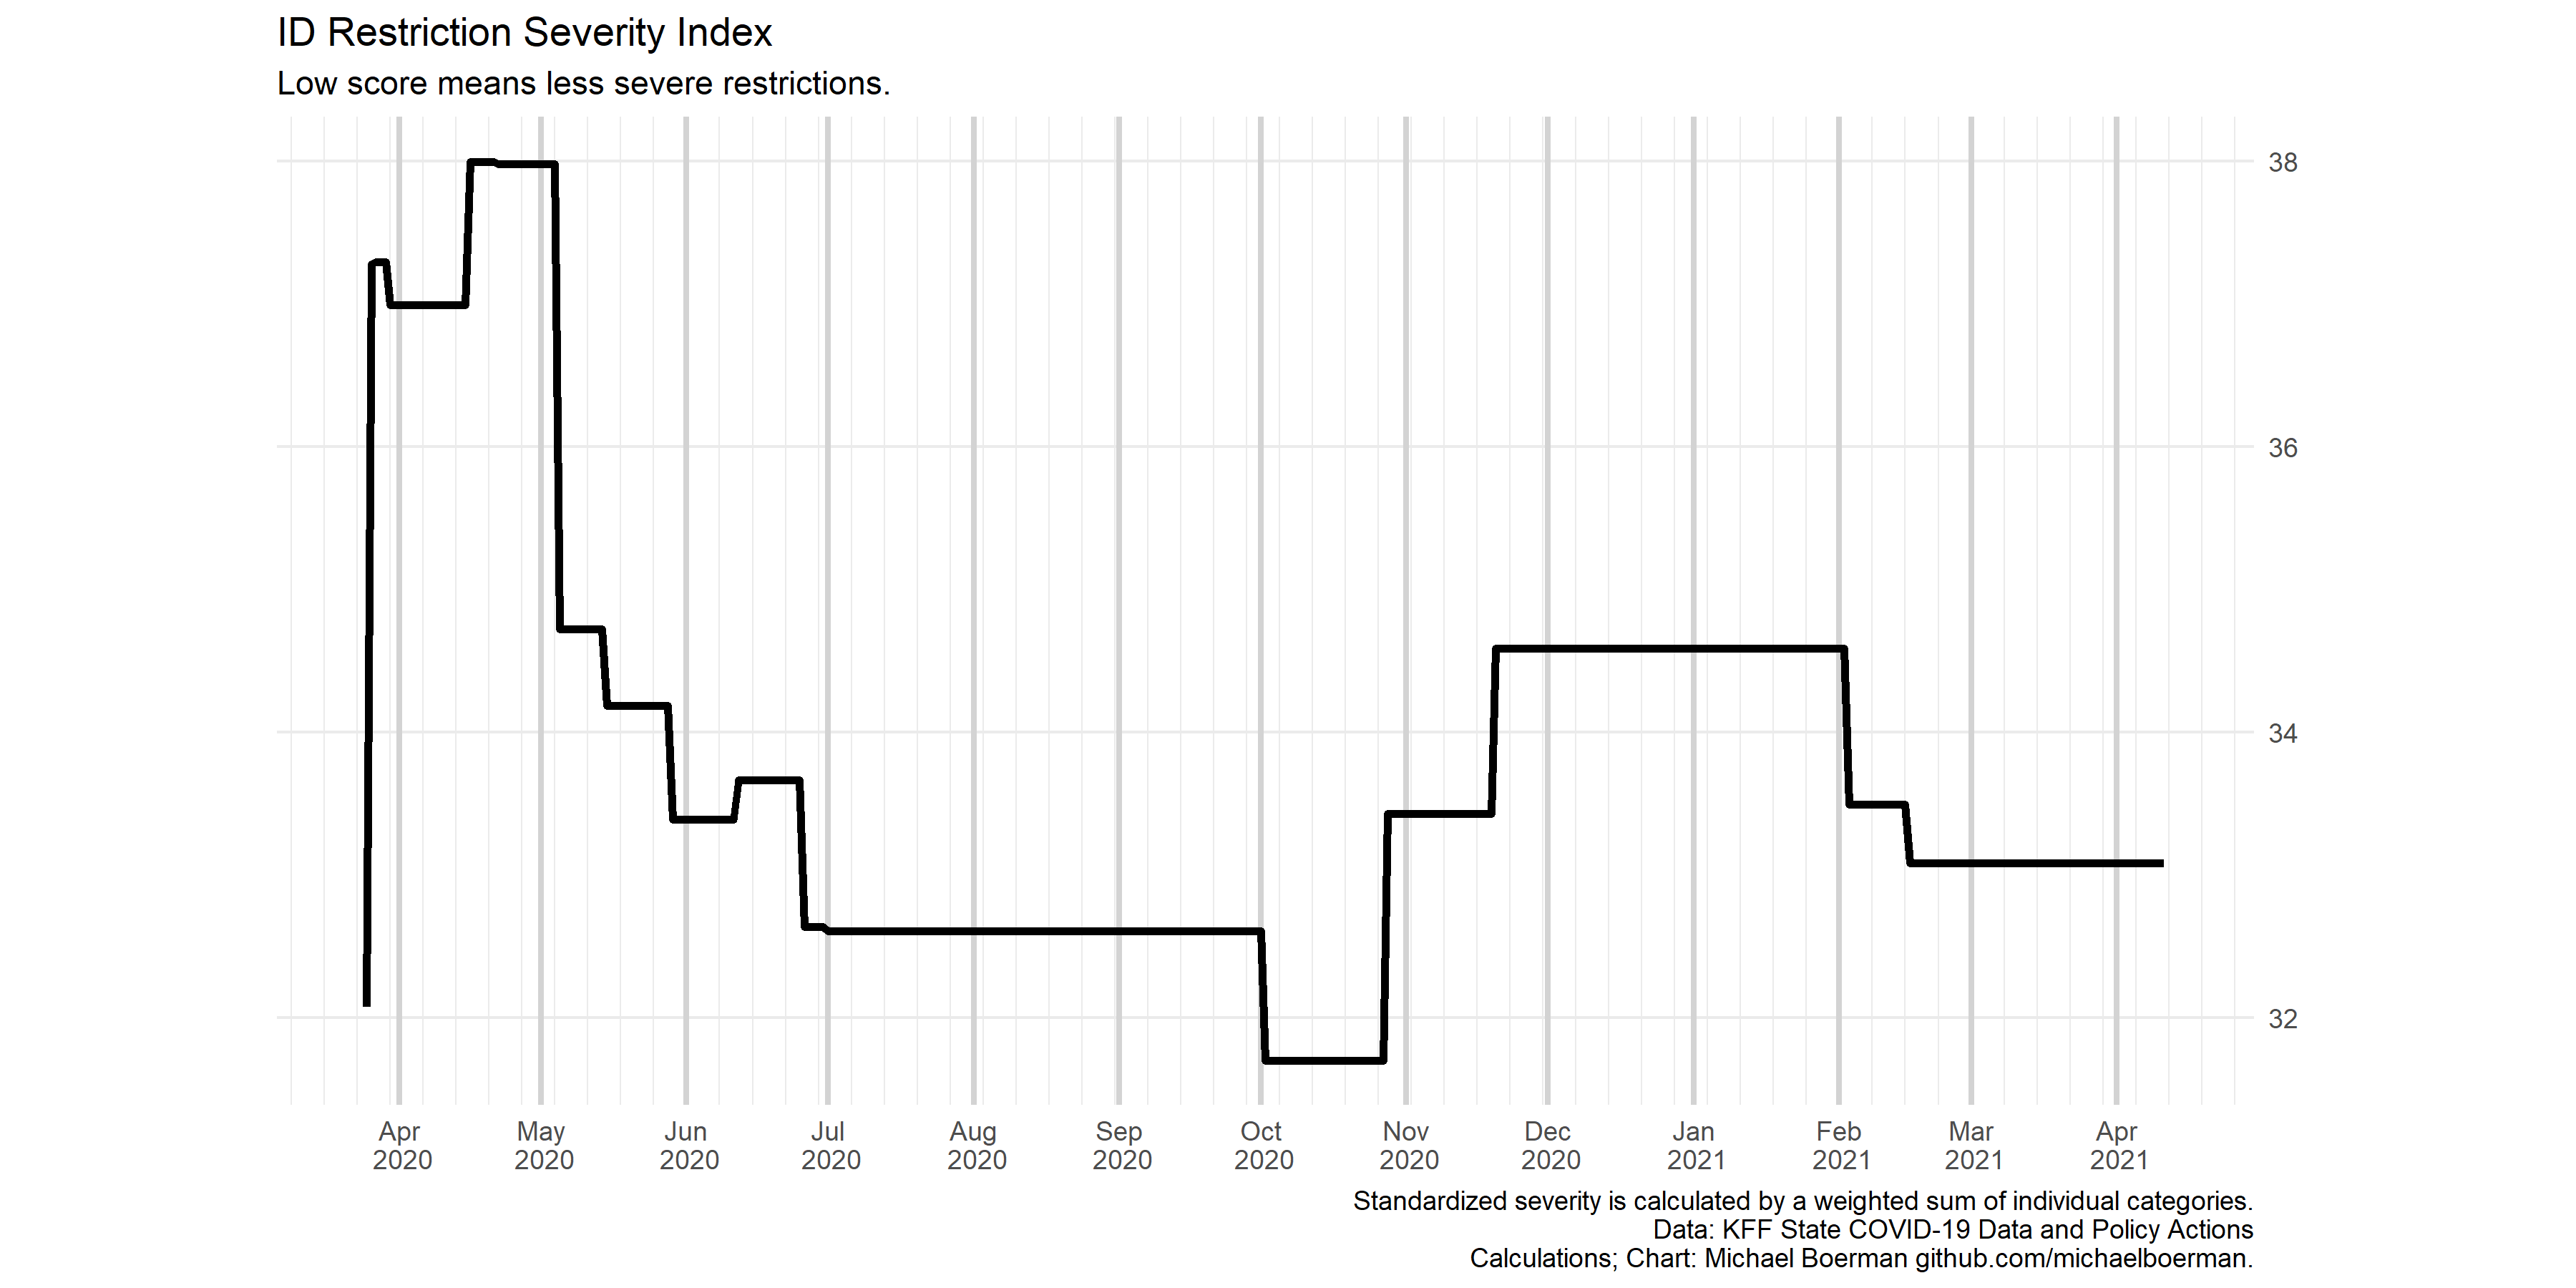 ID Restriction Severity Index
Low score means less severe restrictions.
38
36
34
32
Apr May Jun Jul Aug Sep Oct Nov Dec Jan Feb Mar Apr
2020 2020 2020 2020 2020 2020 2020 2020 2020 2021 2021 2021 2021
Standardized severity is calculated by a weighted sum of individual categories.
Data: KFF State COVID-19 Data and Policy Actions
Calculations; Chart: Michael Boerman github.com/michaelboerman.